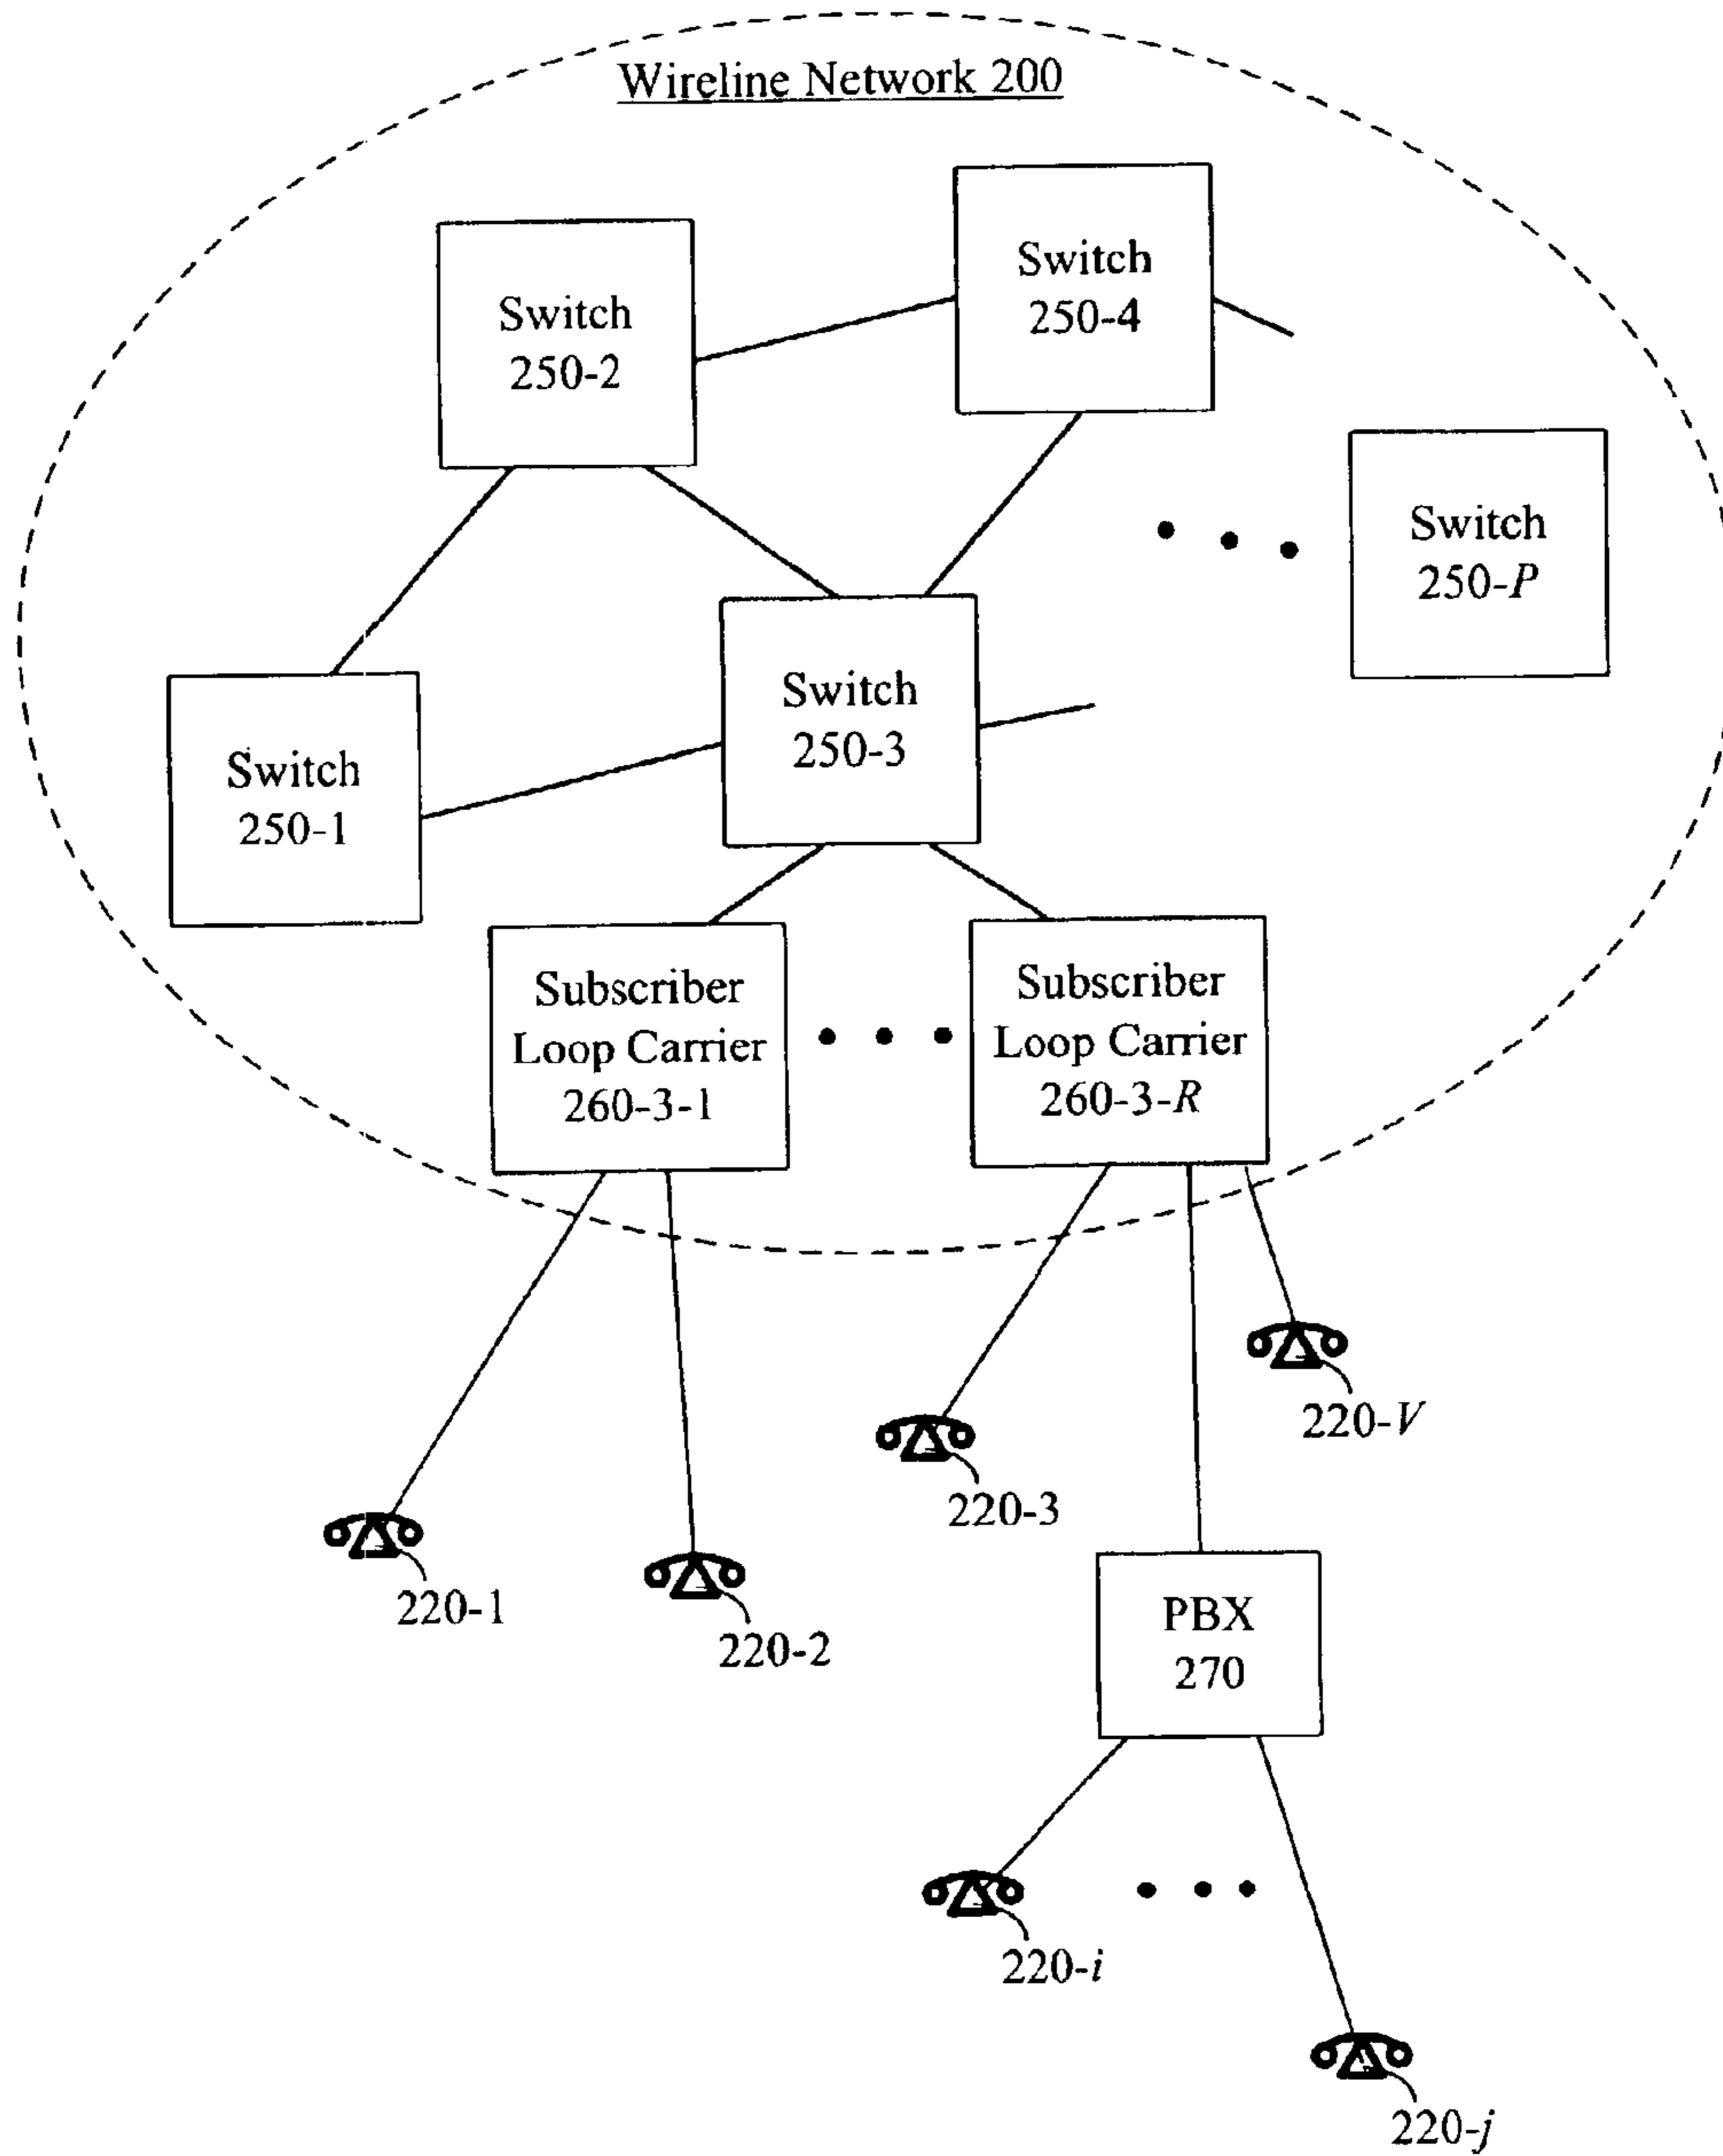 Wireline Network 200
Switch
250-4
Switch
250-2
Switch
250-P
Switch
250-3
Switch
250-1
Subscriber
Loop Carrier
260-3-1
Subscriber
Loop Carrier
260-3-R
220-V
220-3
220-1
220-2
PBX
270
220-i
220-j